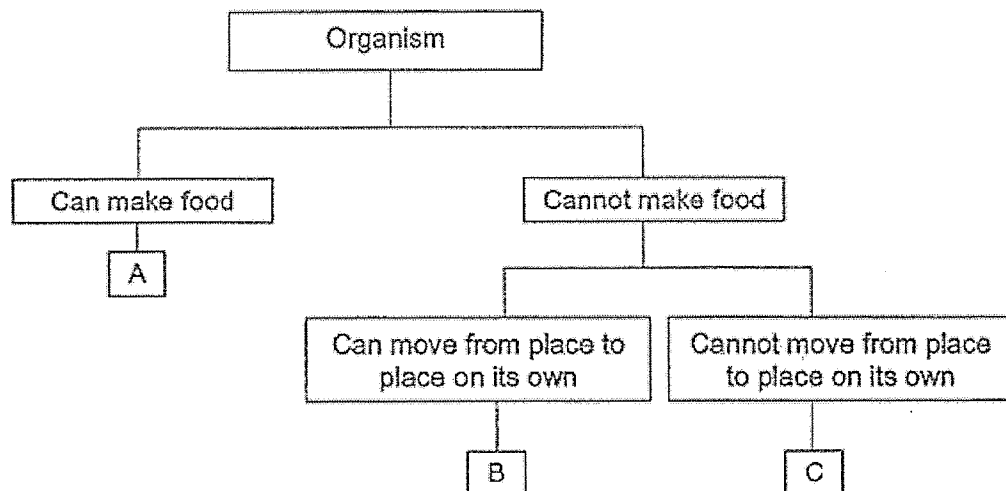 Organism
Can make food
Cannot make food
A
Can move from place to
place on its own
Cannot move from place
to place on its own
B
C